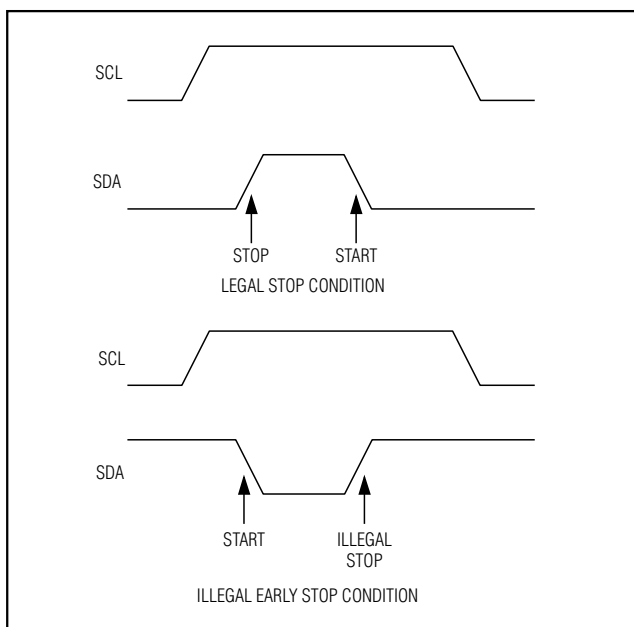 SCL
SDA
STOP START
LEGAL STOP CONDITION
SCL
SDA
START ILLEGAL
STOP
ILLEGAL EARLY STOP CONDITION